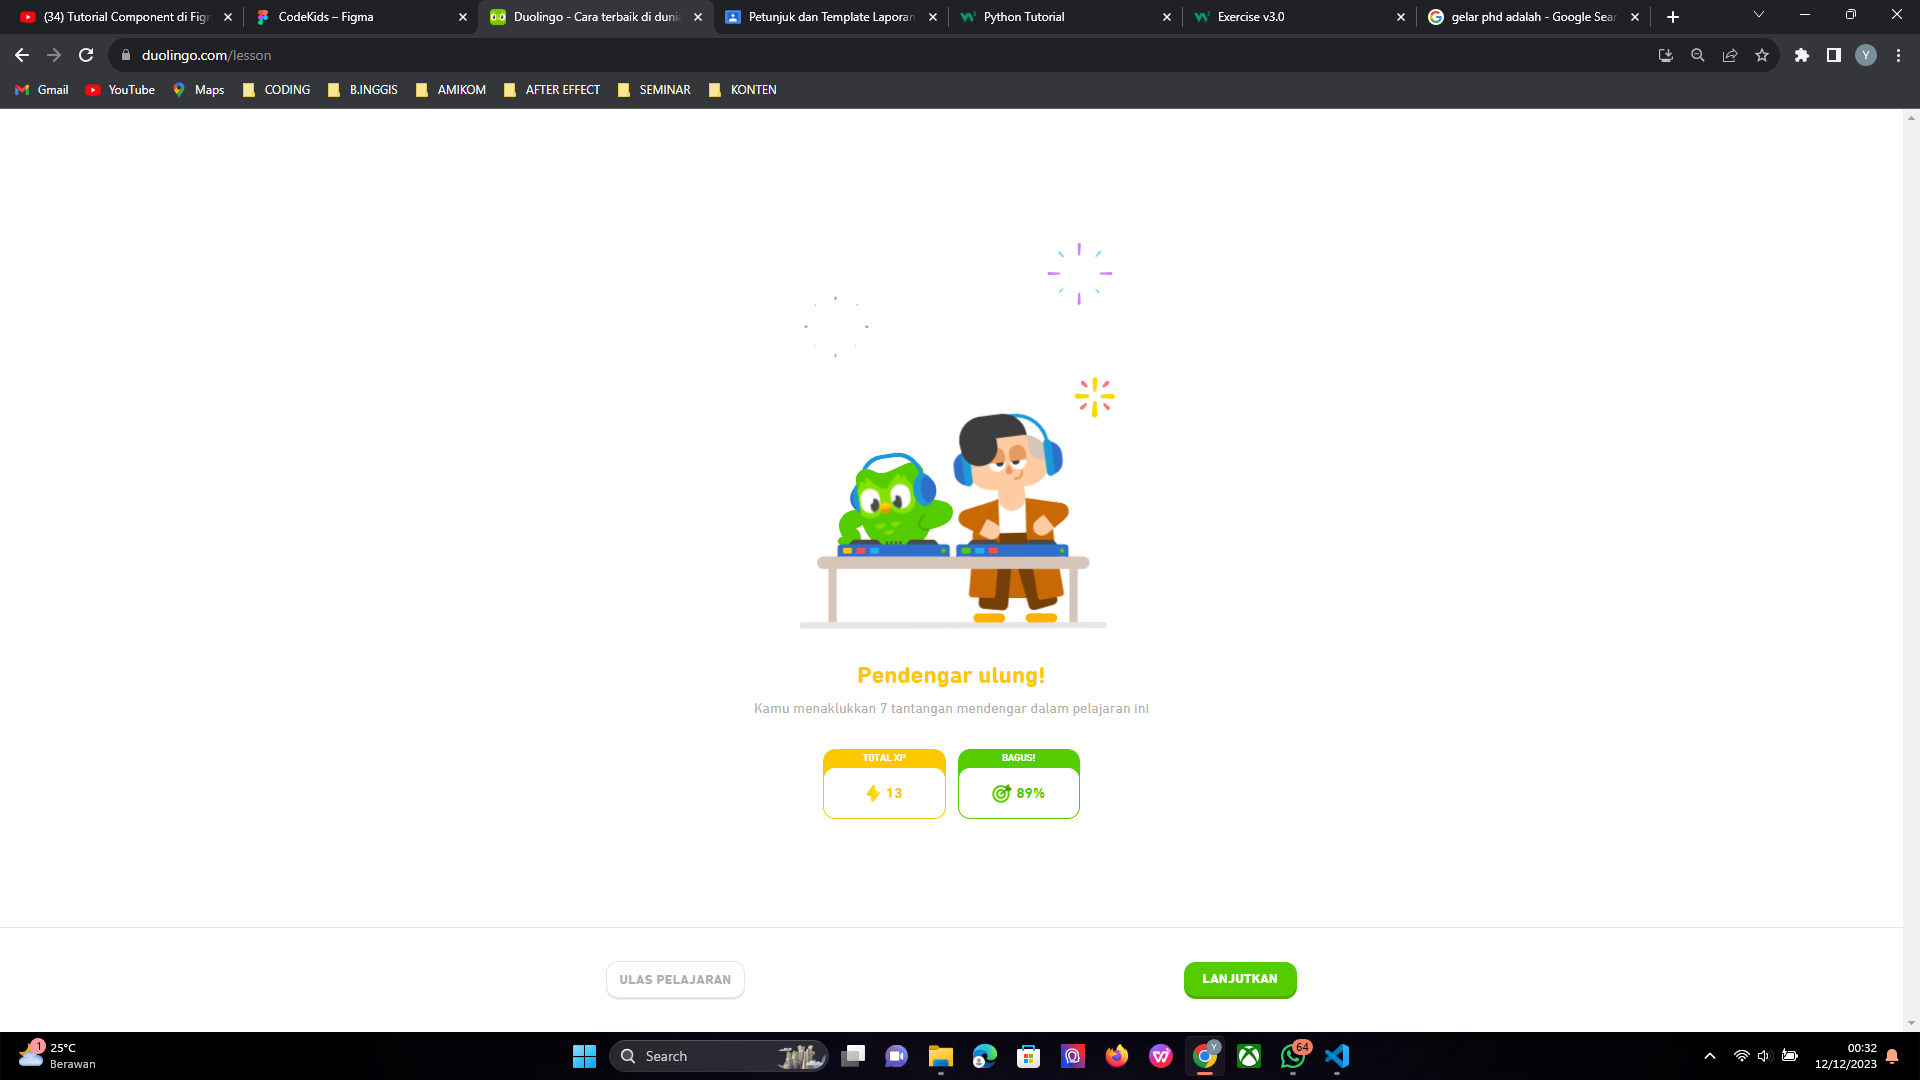 (34) Tutorial Component di Fig
CodeKids – Figma
Duolingo - Cara terbaik di duni
Petunjuk dan Template Laporan
Python Tutorial
Exercise v3.0
gelar phd adalah - Google Sear
duolingo.com/lesson
Y
Gmail
YouTube
Maps
CODING
B.INGGIS
AMIKOM
AFTER EFFECT
SEMINAR
KONTEN
Pendengar ulung!
Kamu menaklukkan 7 tantangan mendengar dalam pelajaran ini
TOTAL XP
BAGUS!
13
89%
ULAS PELAJARAN
LANJUTKAN
1
25°C
Berawan
Search
Y
64
00:32
12/12/2023